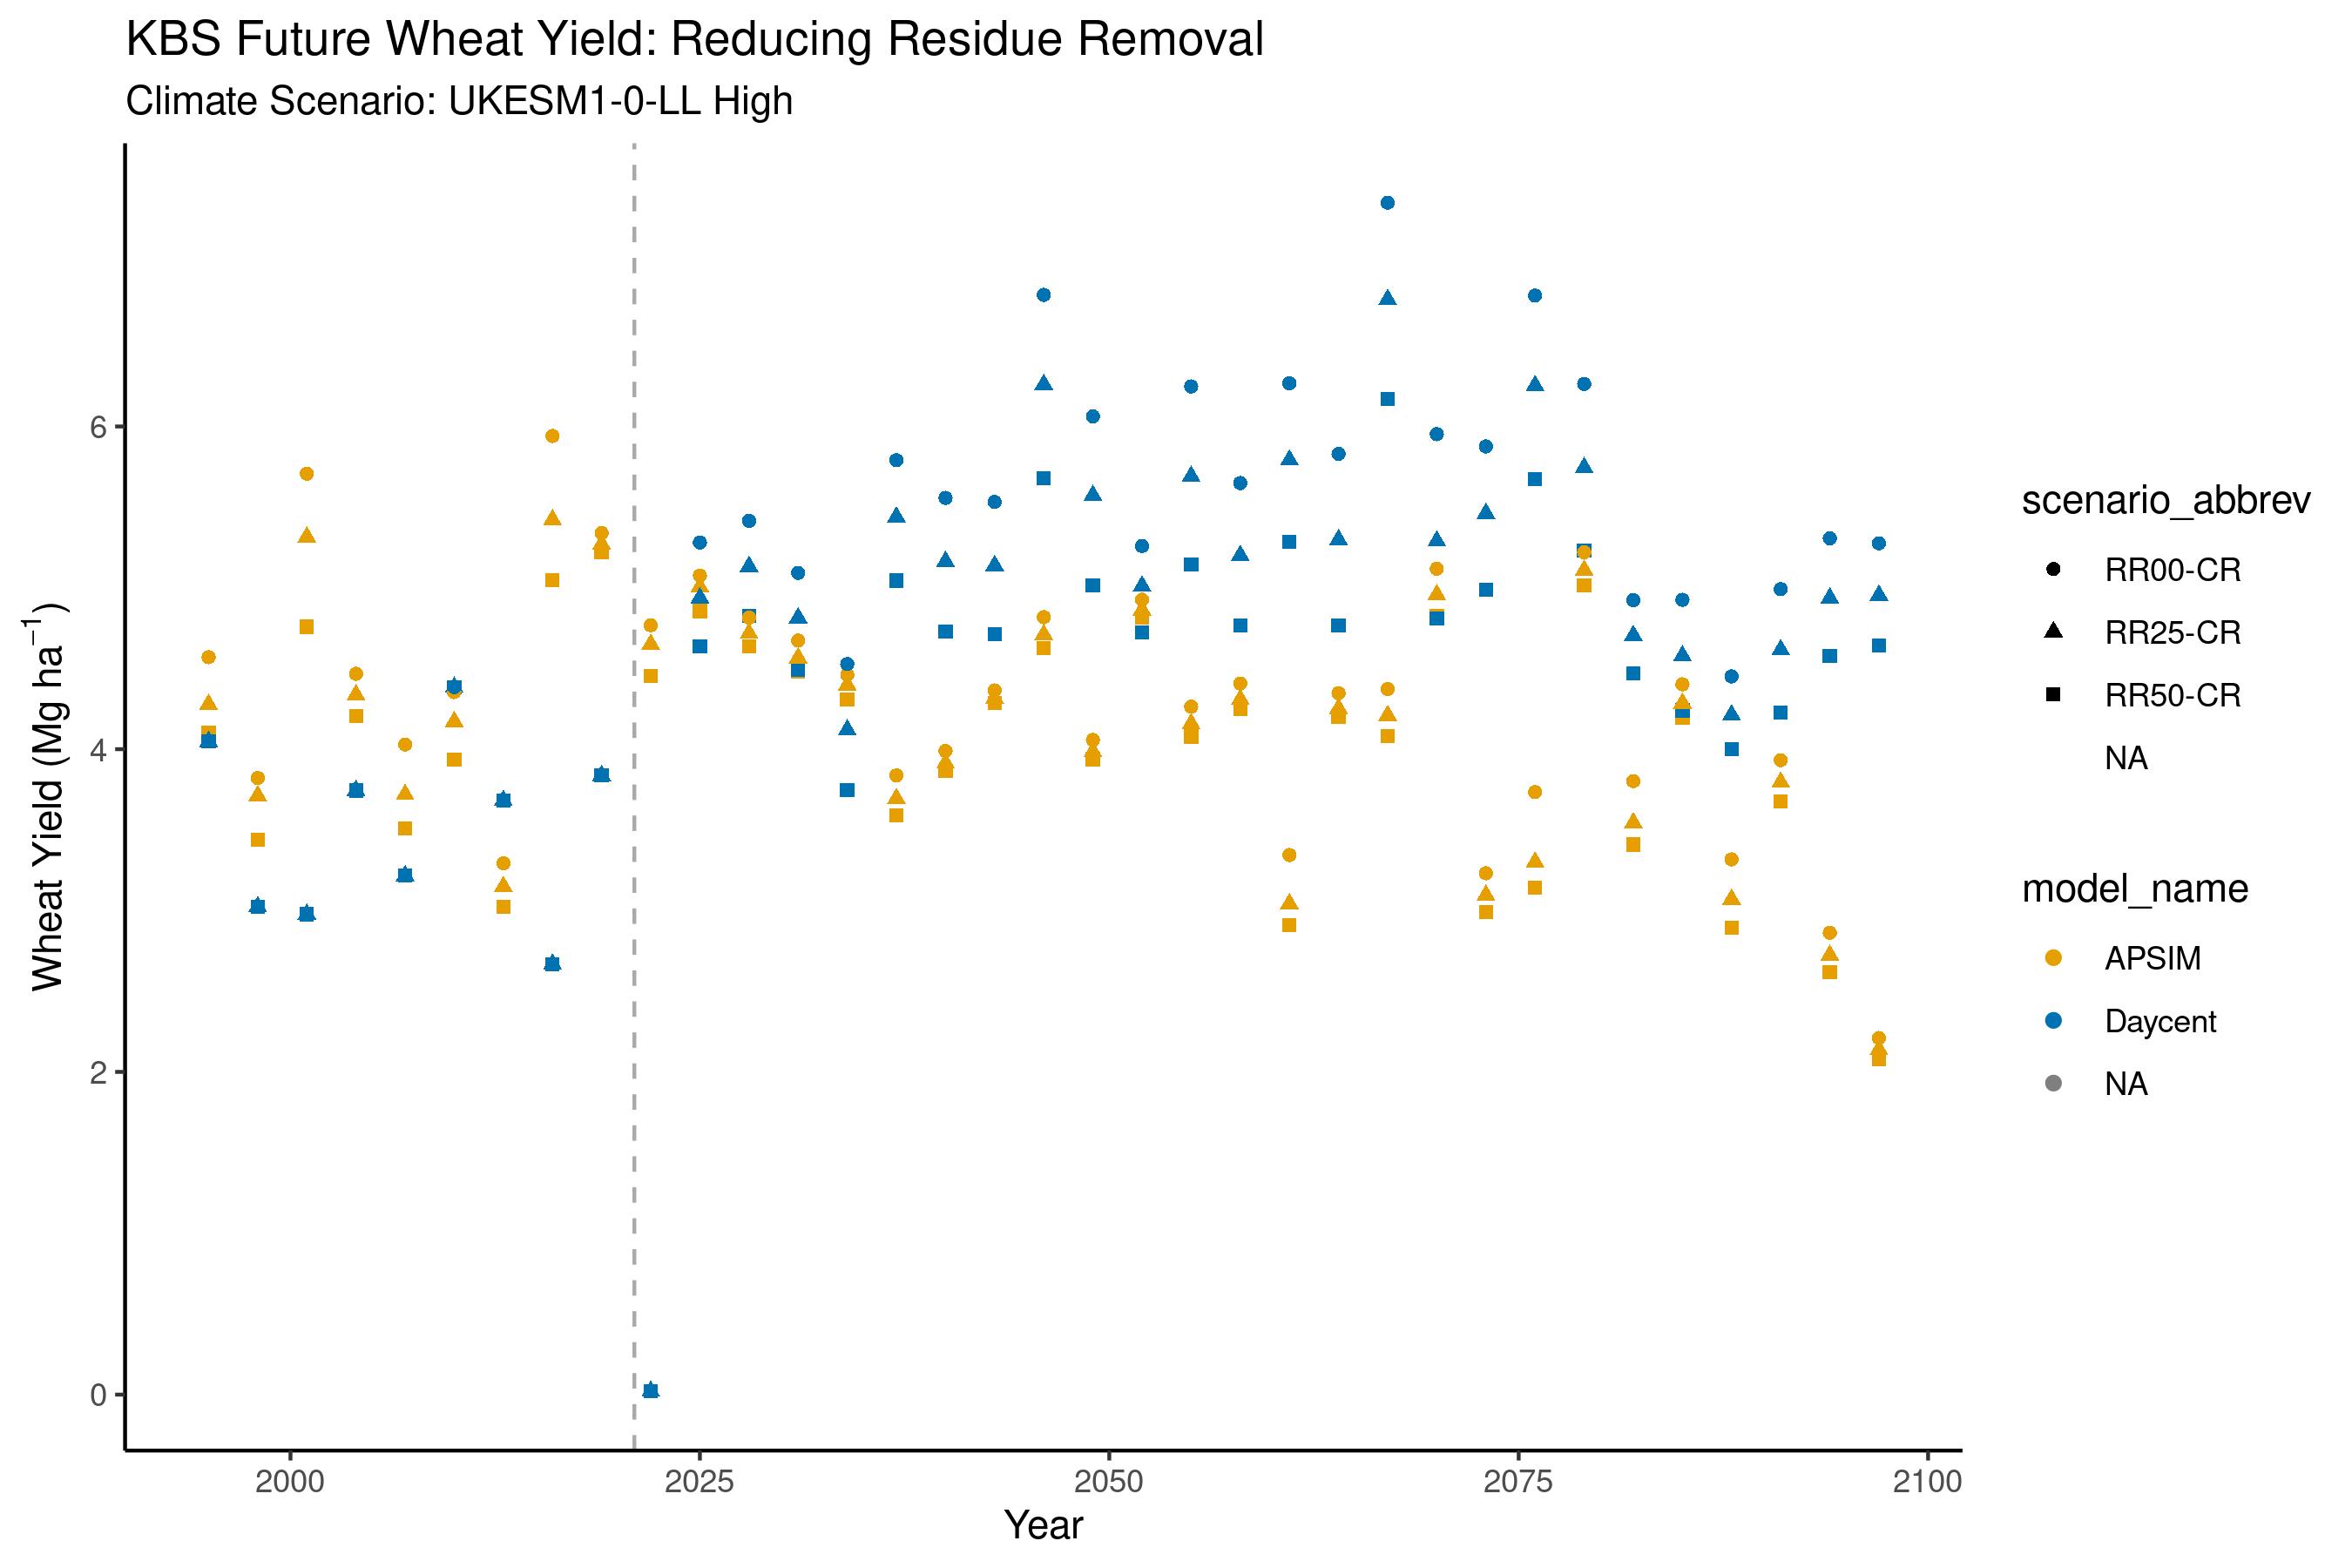 KBS Future Wheat Yield: Reducing Residue Removal
Climate Scenario: UKESM1-0-LL High
Wheat Yield (Mg ha⁻¹)
6
4
2
0
2000
2025
2050
2075
2100
Year
scenario_abbrev
RR00-CR
RR25-CR
RR50-CR
NA
model_name
APSIM
Daycent
NA